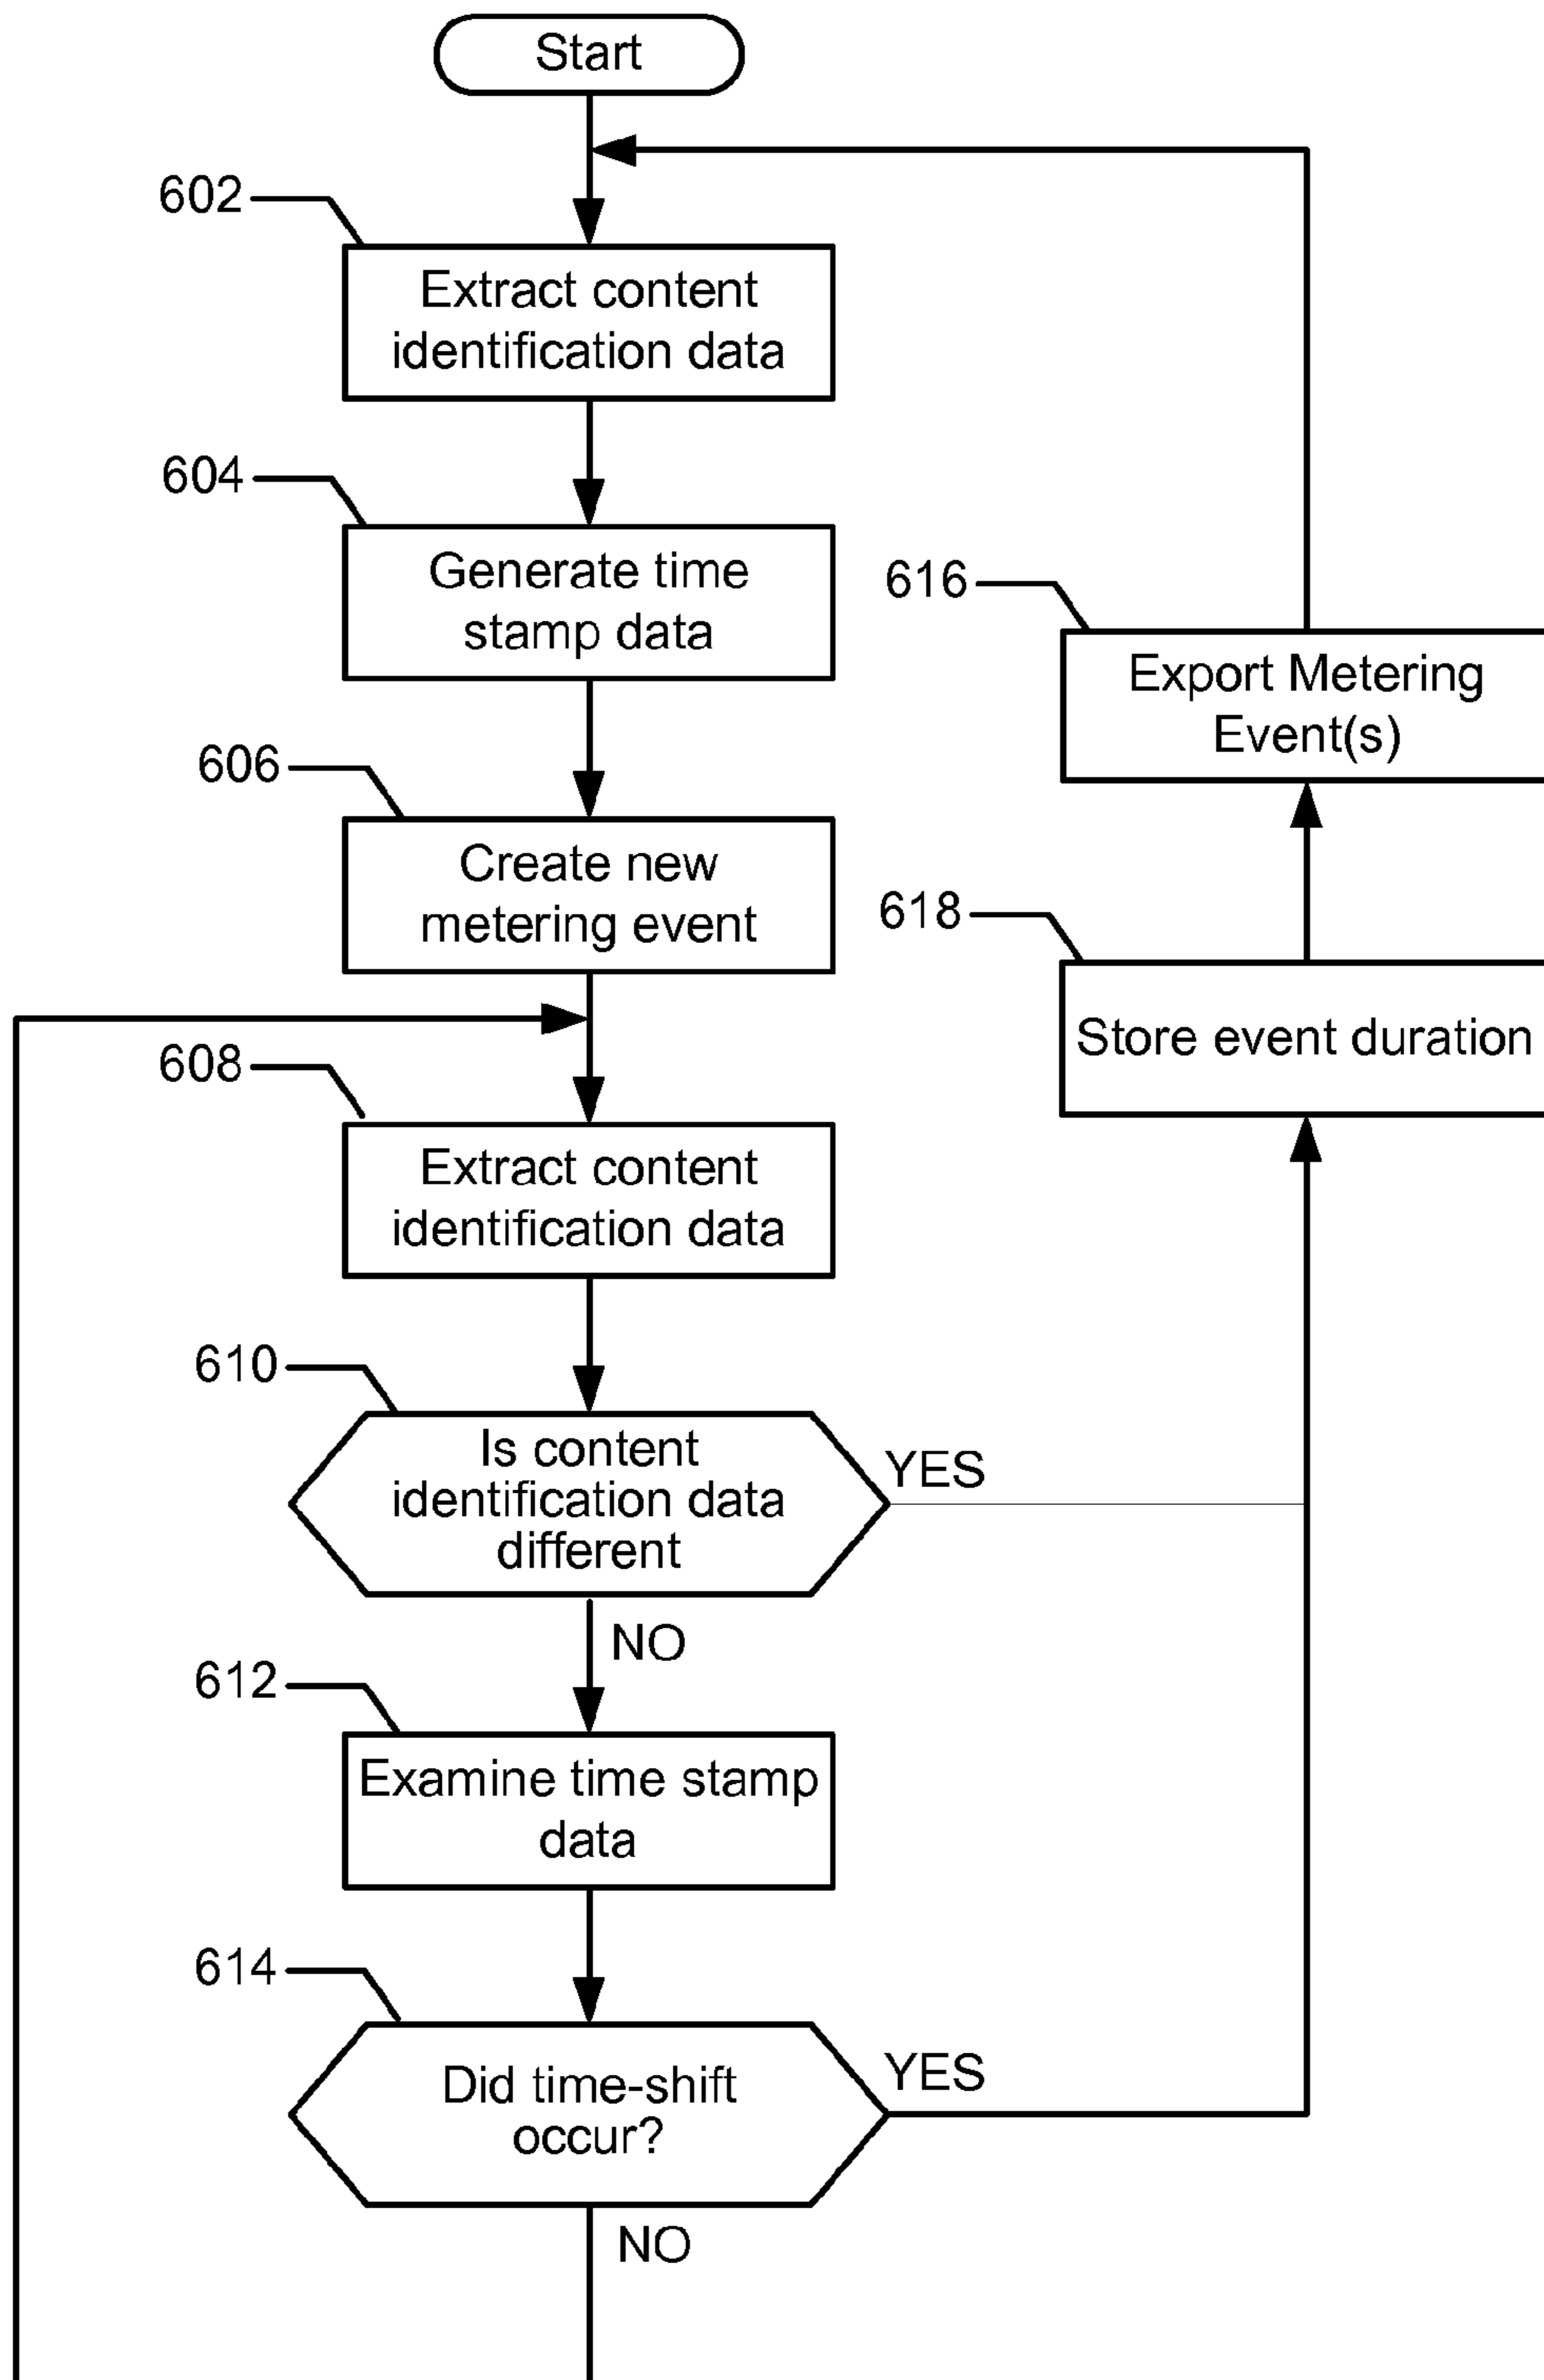 Start
602
Extract content
identification data
604
Generate time
stamp data
606
Create new
metering event
608
Extract content
identification data
610
Is content
identification data
different
YES
NO
612
Examine time stamp
data
614
Did time-shift
occur?
YES
NO
616
Export Metering
Event(s)
618
Store event duration